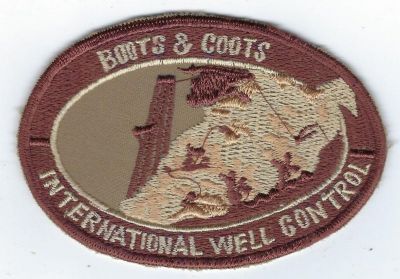 BOOTS & COOTS
INTERNATIONAL WELL CONTROL